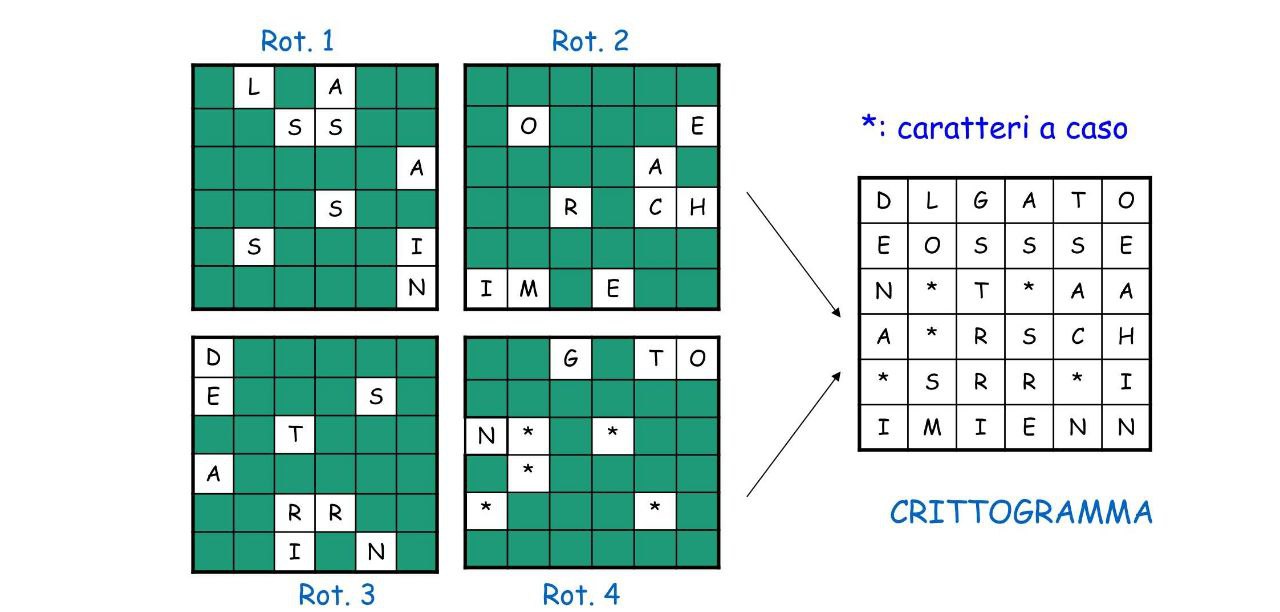 Rot. 1
L A
S S
A
S
S I
N
Rot. 2
O E
A
R C H
I M E
Rot. 3
D
E S
T
A
R R
I N
Rot. 4
G T O
N * *
*
* *
*: caratteri a caso
D L G A T O
E O S S S E
N * T * A A
A * R S C H
* S R R * I
I M I E N N
CRITTOGRAMMA